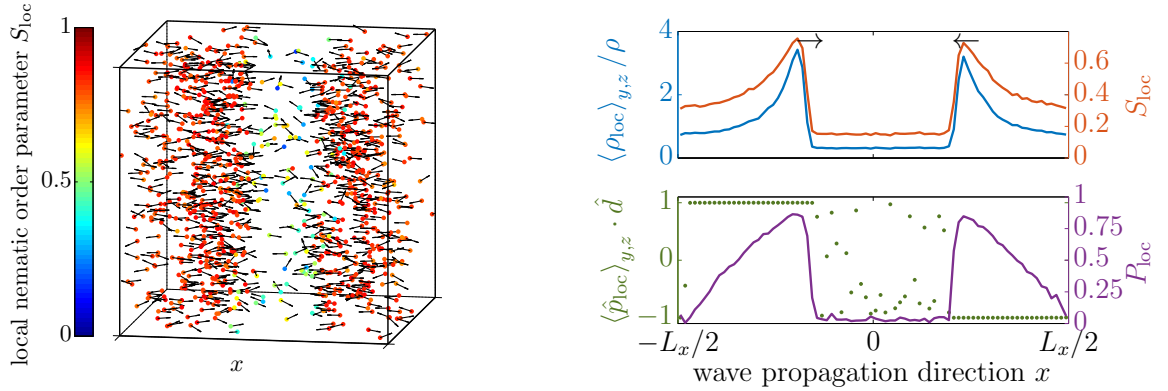 local nematic order parameter S_loc
1
0.5
0
x
⟨ρ_loc⟩_{y,z} / ρ
4
2
0
0.6
0.4
0.2
0
S_loc
⟨p̂_loc⟩_{y,z} · d̂
1
0
−1
1
0.75
0.5
0.25
0
P_loc
−L_x/2
0
L_x/2
wave propagation direction x